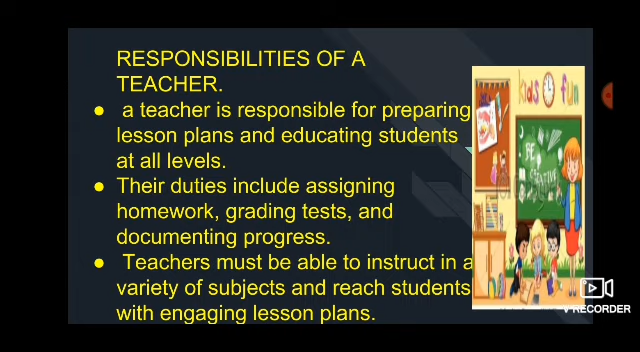 RESPONSIBILITIES OF A
TEACHER.
● a teacher is responsible for preparing
lesson plans and educating students
at all levels.
● Their duties include assigning
homework, grading tests, and
documenting progress.
● Teachers must be able to instruct in a
variety of subjects and reach students
with engaging lesson plans.
kids fun
BE
CREATIVE
V RECORDER